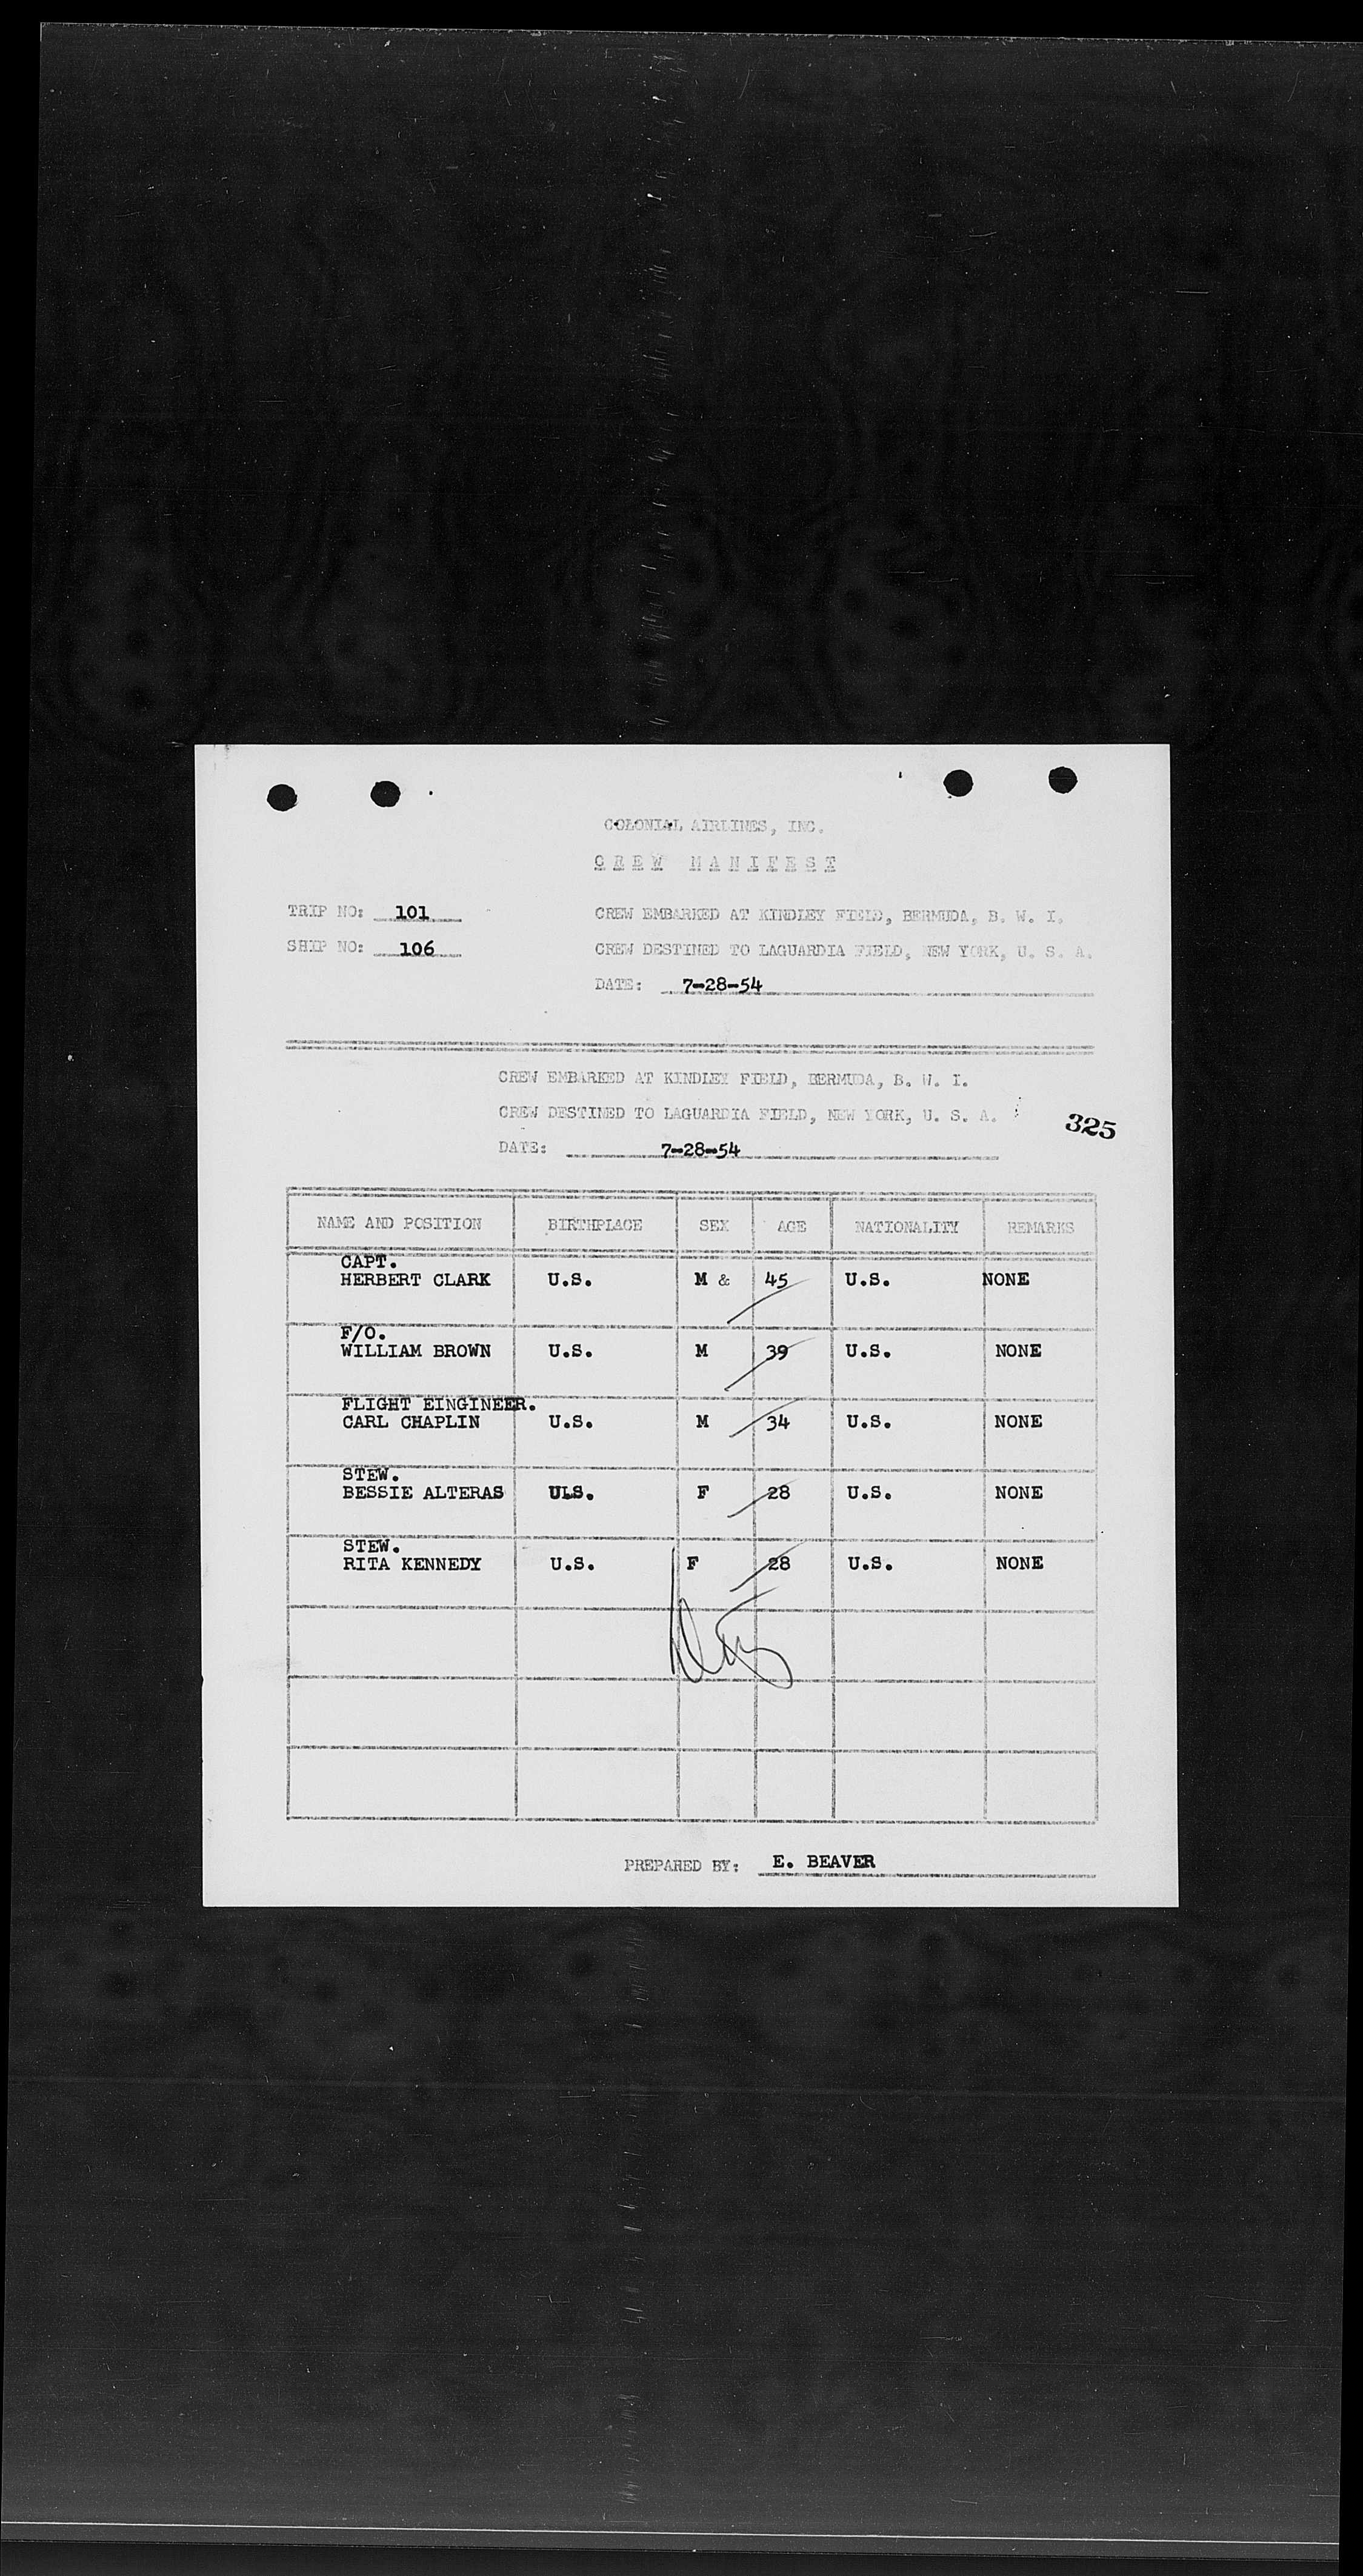 COLONIAL AIRLINES, INC.
CREW MANIFEST
TRIP NO: 101 CREW EMBARKED AT KINDLEY FIELD, BERMUDA, B. W. I.
SHIP NO: 106 CREW DESTINED TO LAGUARDIA FIELD, NEW YORK, U. S. A.
DATE: 7-28-54
CREW EMBARKED AT KINDLEY FIELD, BERMUDA, B. W. I.
CREW DESTINED TO LAGUARDIA FIELD, NEW YORK, U. S. A.
325
DATE: 7-28-54
NAME AND POSITION BIRTHPLACE SEX AGE NATIONALITY REMARKS
CAPT.
HERBERT CLARK U.S. M & 45 U.S. NONE
F/O.
WILLIAM BROWN U.S. M 39 U.S. NONE
FLIGHT EINGINEER.
CARL CHAPLIN U.S. M 34 U.S. NONE
STEW.
BESSIE ALTERAS ULS. F 28 U.S. NONE
STEW.
RITA KENNEDY U.S. F 28 U.S. NONE
PREPARED BY: E. BEAVER